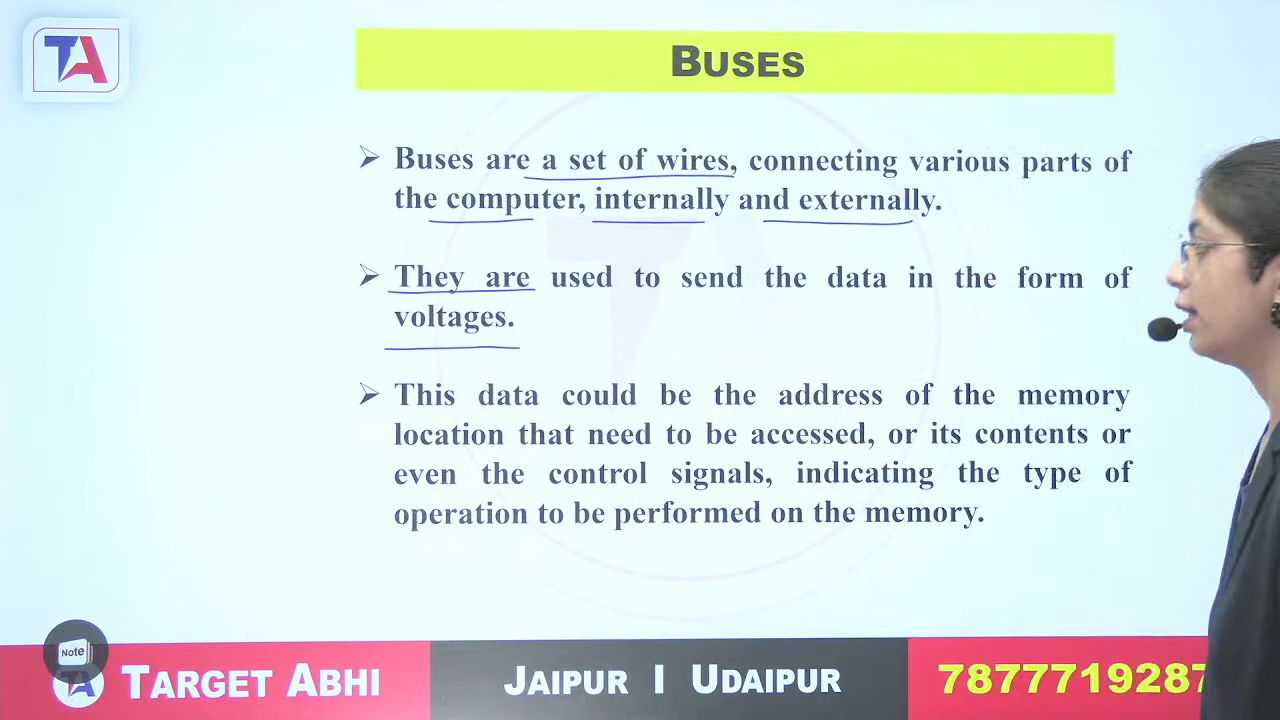 TA
BUSES
➢ Buses are a set of wires, connecting various parts of
the computer, internally and externally.
➢ They are used to send the data in the form of
voltages.
➢ This data could be the address of the memory
location that need to be accessed, or its contents or
even the control signals, indicating the type of
operation to be performed on the memory.
Note
TARGET ABHI
JAIPUR | UDAIPUR
7877719287